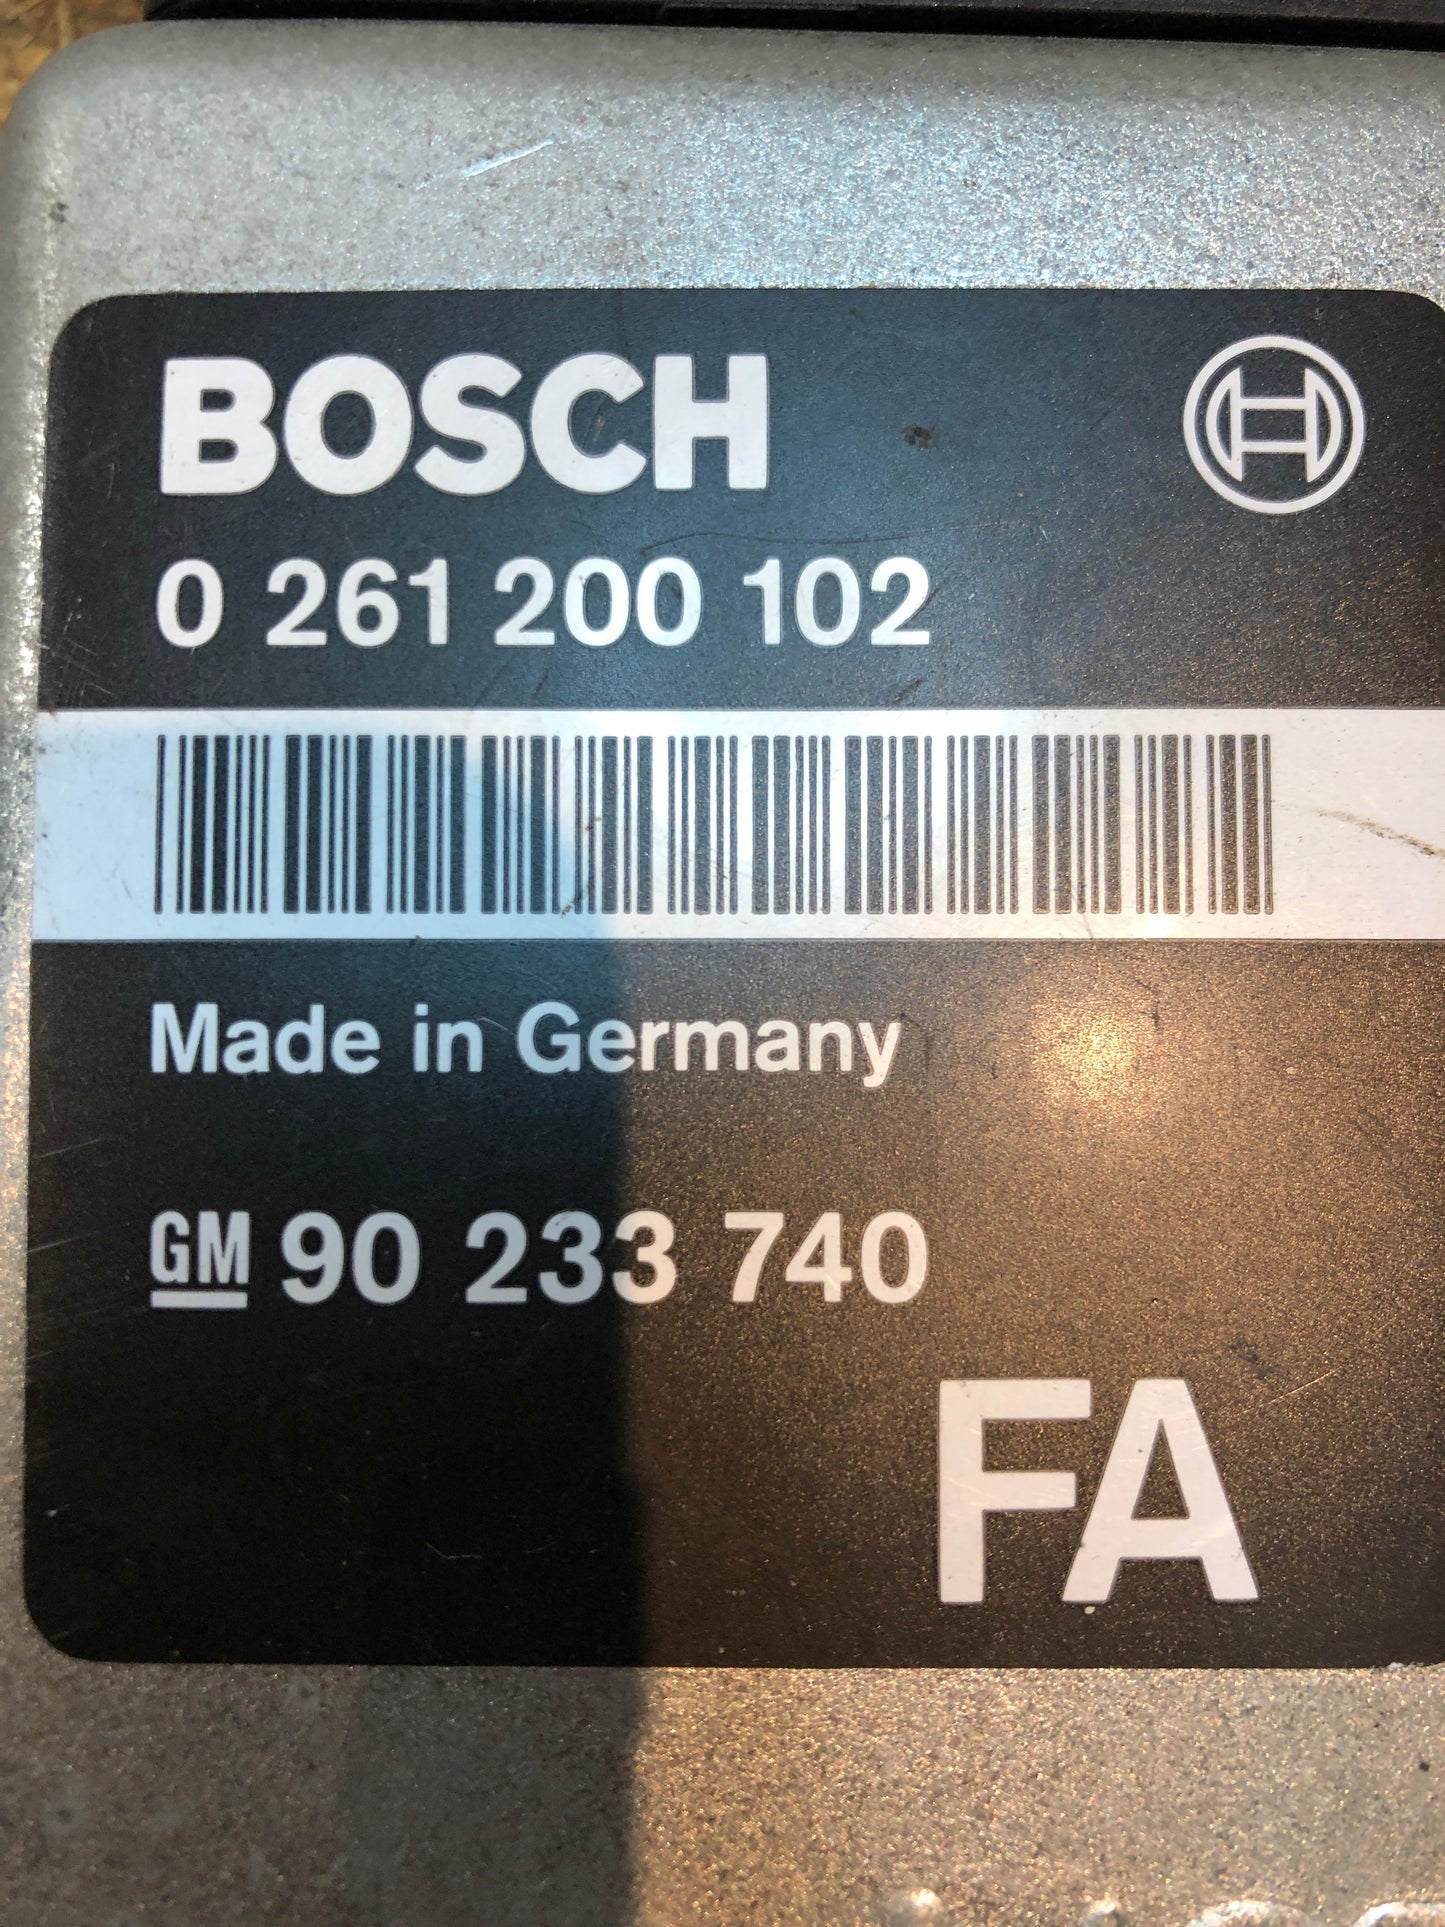 BOSCH
0 261 200 102
Made in Germany
GM 90 233 740
FA